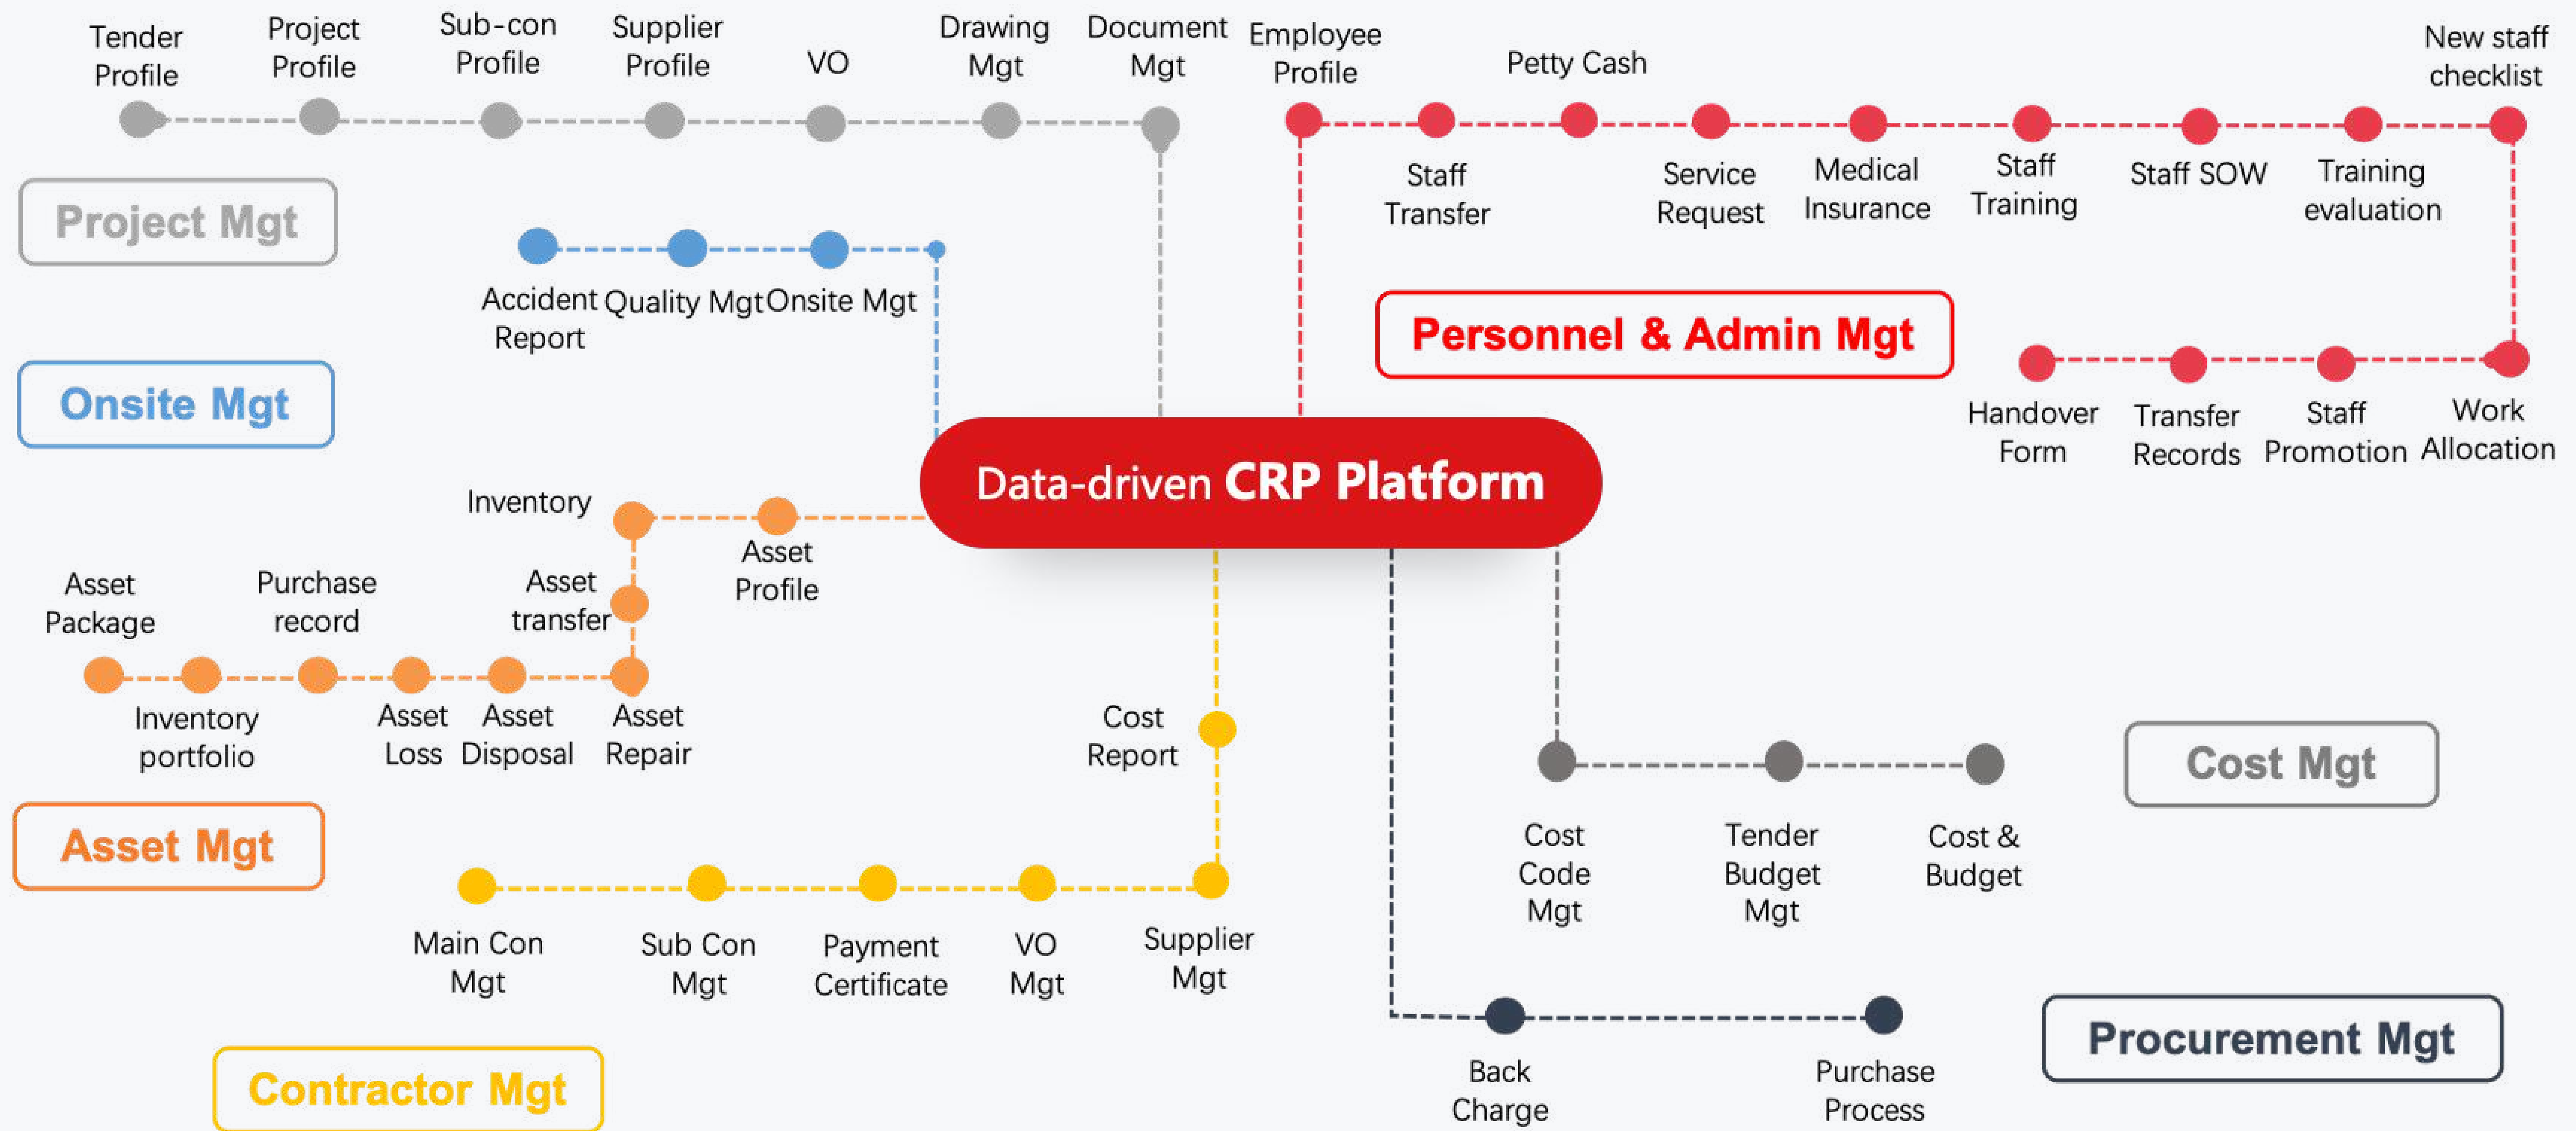 Tender
Profile
Project
Profile
Sub-con
Profile
Supplier
Profile
VO
Drawing
Mgt
Document
Mgt
Employee
Profile
Petty Cash
New staff
checklist
Staff
Transfer
Service
Request
Medical
Insurance
Staff
Training
Staff SOW
Training
evaluation
Project Mgt
Accident
Report
Quality Mgt
Onsite Mgt
Personnel & Admin Mgt
Onsite Mgt
Handover
Form
Transfer
Records
Staff
Promotion
Work
Allocation
Data-driven CRP Platform
Inventory
Asset
Profile
Asset
Package
Purchase
record
Asset
transfer
Inventory
portfolio
Asset
Loss
Asset
Disposal
Asset
Repair
Cost
Report
Cost Mgt
Asset Mgt
Cost
Code
Mgt
Tender
Budget
Mgt
Cost &
Budget
Main Con
Mgt
Sub Con
Mgt
Payment
Certificate
VO
Mgt
Supplier
Mgt
Procurement Mgt
Contractor Mgt
Back
Charge
Purchase
Process